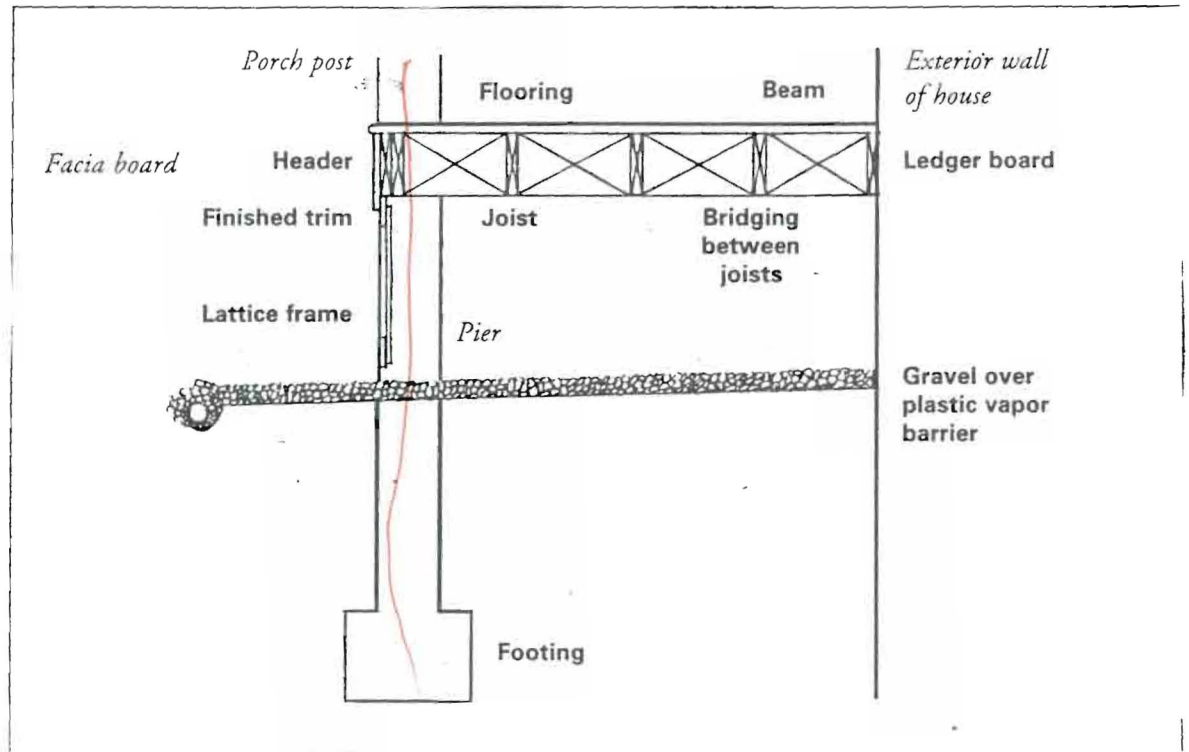 Porch post
Exterior wall
of house
Flooring
Beam
Facia board
Header
Ledger board
Finished trim
Joist
Bridging
between
joists
Lattice frame
Pier
Gravel over
plastic vapor
barrier
Footing